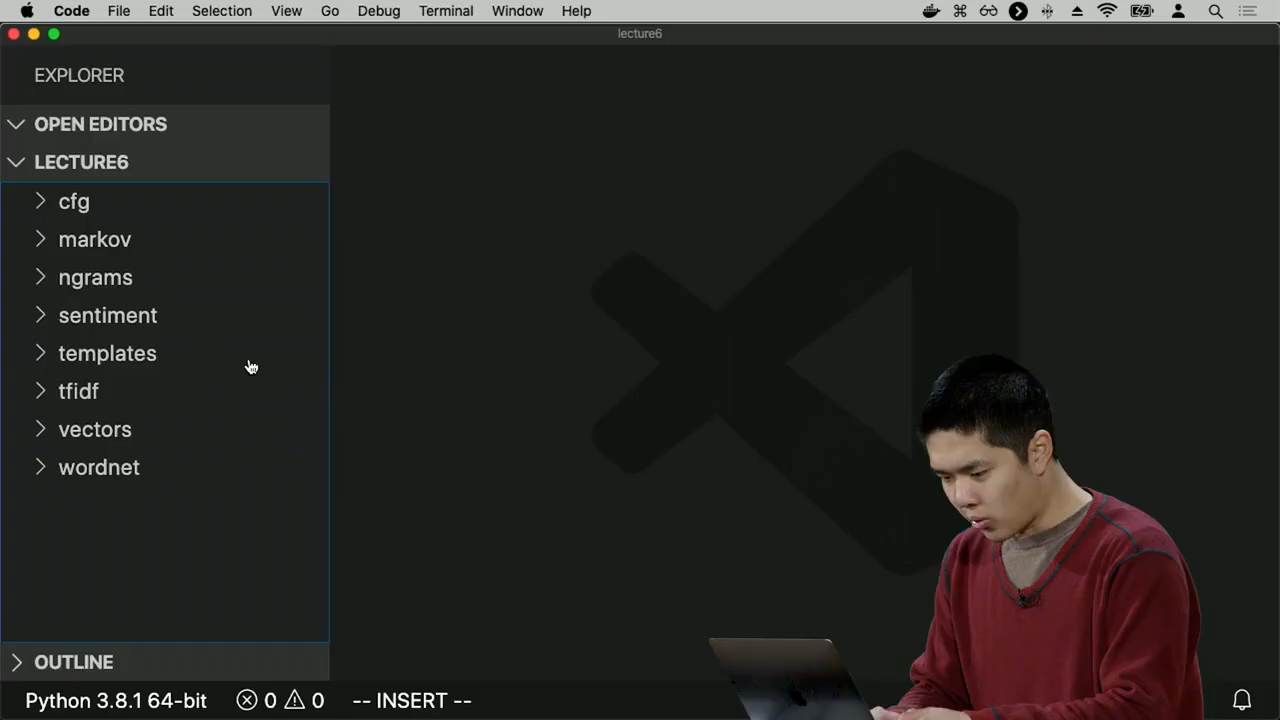 Code File Edit Selection View Go Debug Terminal Window Help
lecture6
EXPLORER
OPEN EDITORS
LECTURE6
cfg
markov
ngrams
sentiment
templates
tfidf
vectors
wordnet
OUTLINE
Python 3.8.1 64-bit 0 0 -- INSERT --